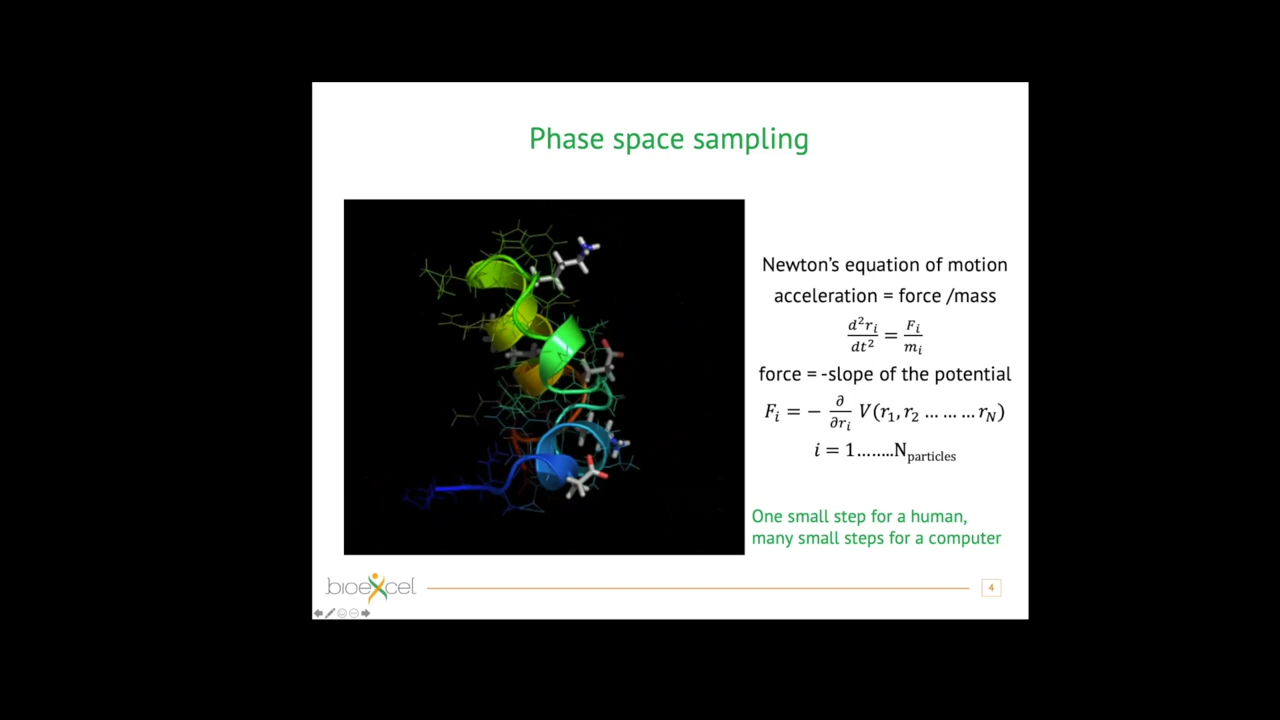 Phase space sampling
Newton's equation of motion
acceleration = force /mass
d²rᵢ/dt² = Fᵢ/mᵢ
force = -slope of the potential
Fᵢ = − ∂/∂rᵢ V(r₁, r₂ … … … r_N)
i = 1……..N_particles
One small step for a human,
many small steps for a computer
bioexcel
4